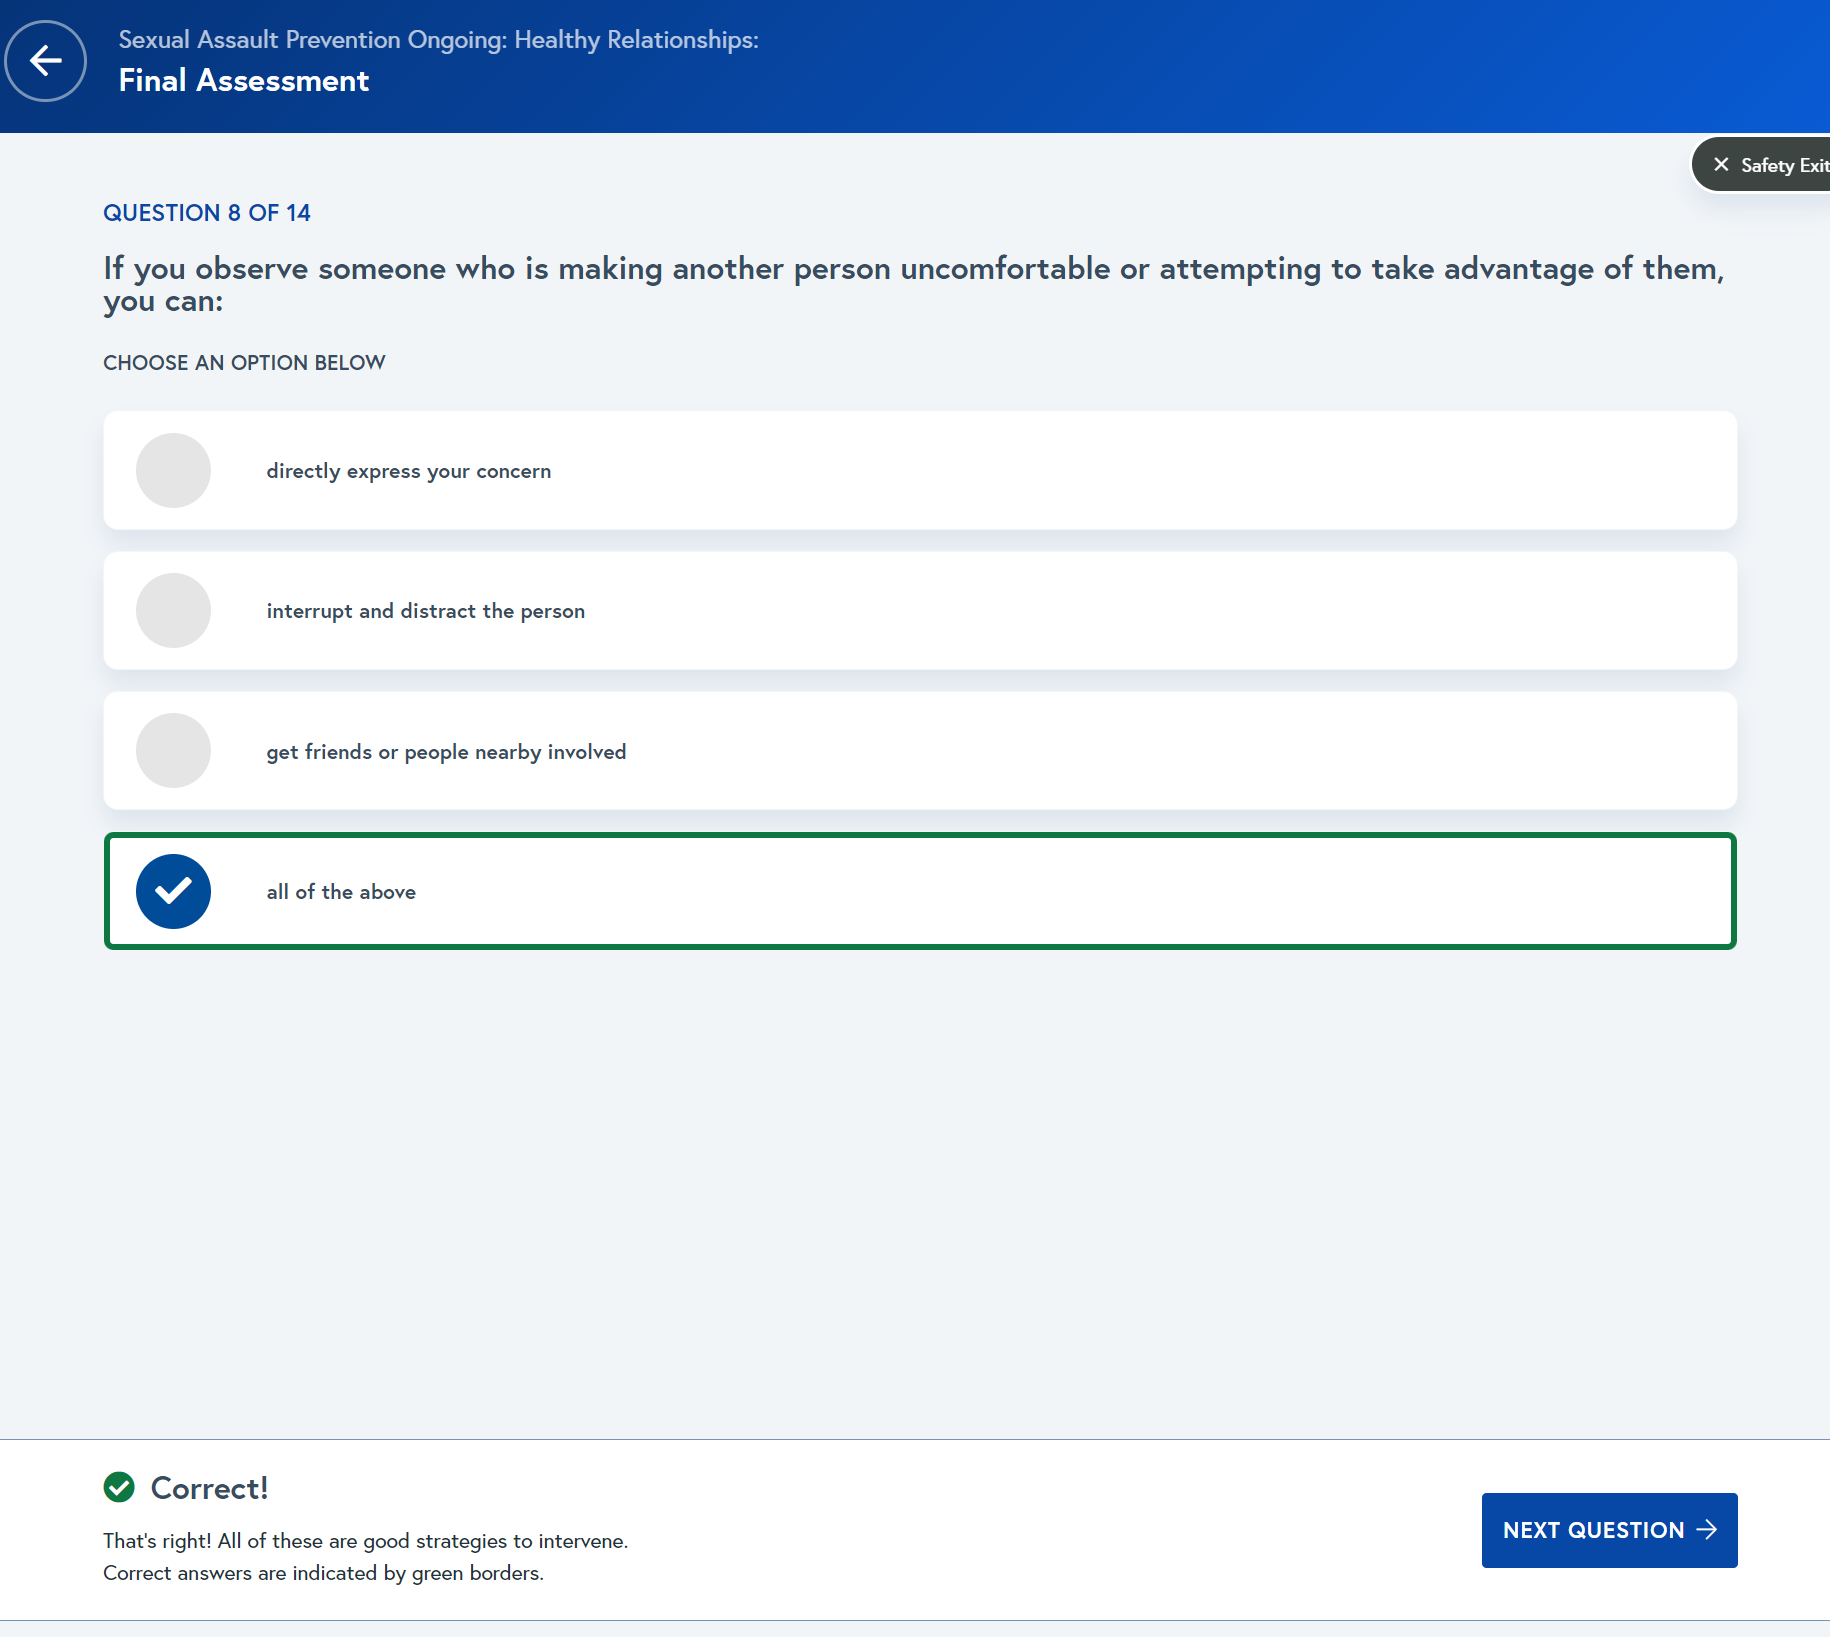 Sexual Assault Prevention Ongoing: Healthy Relationships:
Final Assessment
Safety Exit
QUESTION 8 OF 14
If you observe someone who is making another person uncomfortable or attempting to take advantage of them,
you can:
CHOOSE AN OPTION BELOW
directly express your concern
interrupt and distract the person
get friends or people nearby involved
all of the above
Correct!
That's right! All of these are good strategies to intervene.
Correct answers are indicated by green borders.
NEXT QUESTION